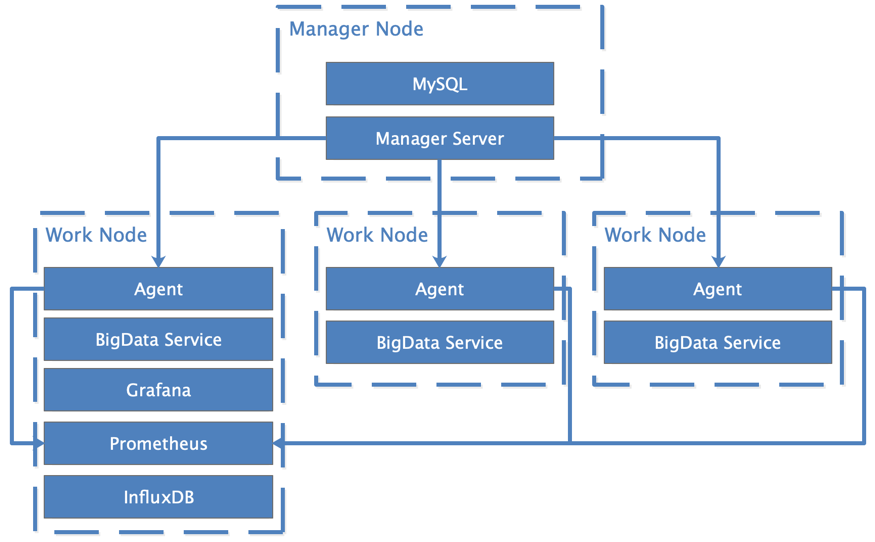 Manager Node
MySQL
Manager Server
Work Node
Agent
BigData Service
Grafana
Prometheus
InfluxDB
Work Node
Agent
BigData Service
Work Node
Agent
BigData Service